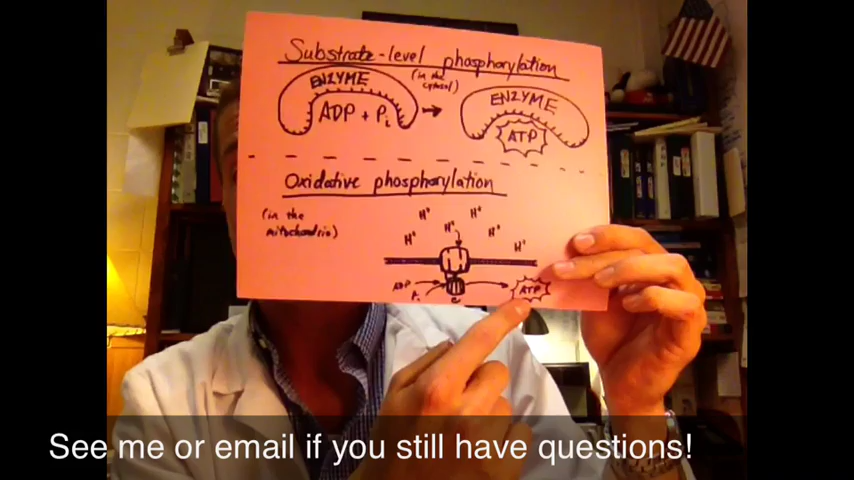 Substrate-level phosphorylation
(in the
cytosol)
ENZYME
ADP + Pi
ENZYME
ATP
Oxidative phosphorylation
(in the
mitochondria)
H+ H+
H+ H+ H+ H+
ADP
Pi
ATP
See me or email if you still have questions!